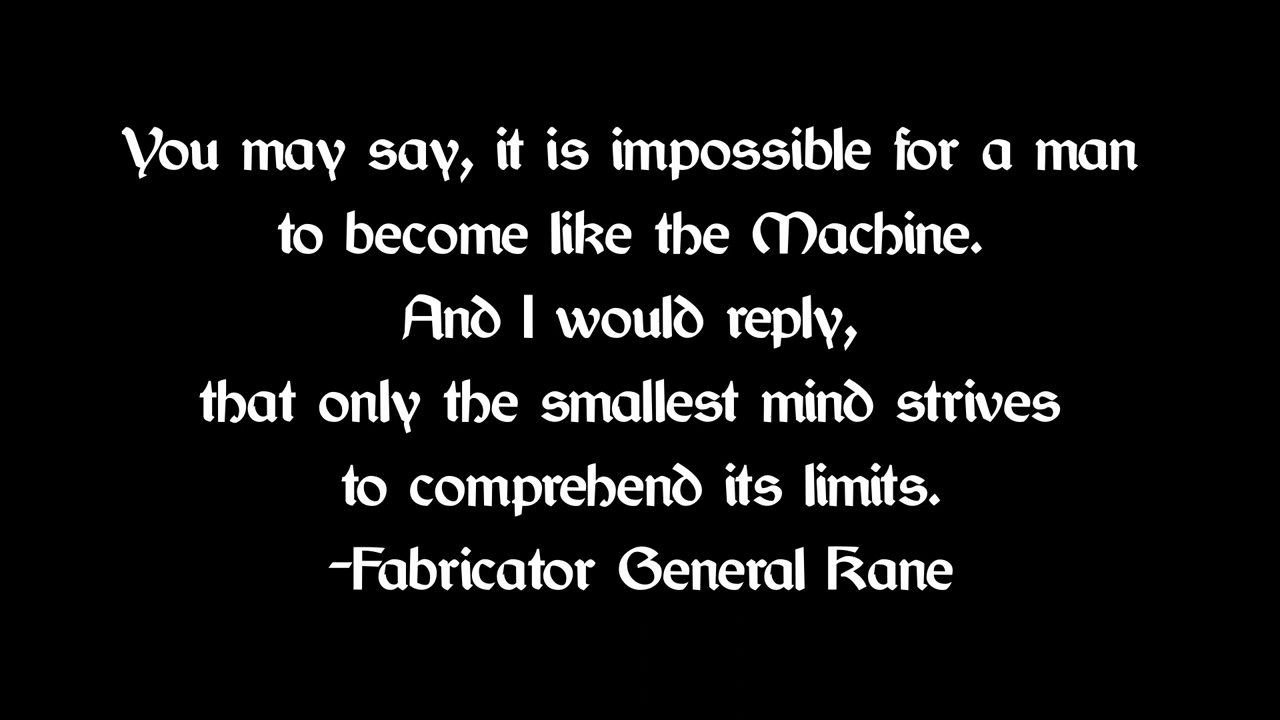 You may say, it is impossible for a man
to become like the Machine.
And I would reply,
that only the smallest mind strives
to comprehend its limits.
-Fabricator General Kane